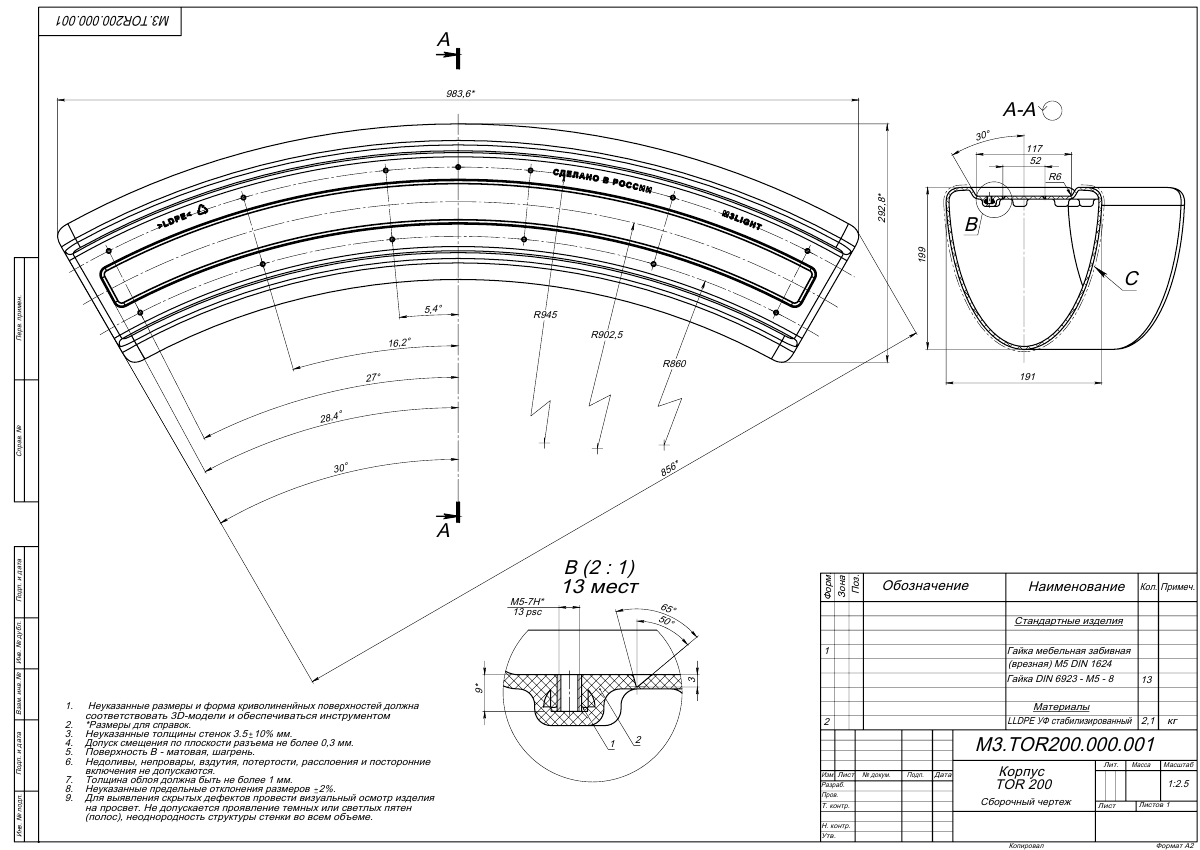 М3.TOR200.000.001
A
983,6*
СДЕЛАНО В РОССИИ
>LDPE<
M3LIGHT
292,8*
5,4°
16,2°
27°
28,4°
30°
R945
R902,5
R860
856*
A
A-A
30°
117
52
R6
B
199
C
191
B (2 : 1)
13 мест
M5-7H*
13 psc
65°
50°
9*
3
1
2
1. Неуказанные размеры и форма криволиненйных поверхностей должна
соответствовать 3D-модели и обеспечиваться инструментом
2. *Размеры для справок.
3. Неуказанные толщины стенок 3.5±10% мм.
4. Допуск смещения по плоскости разъема не более 0,3 мм.
5. Поверхность В - матовая, шагрень.
6. Недоливы, непровары, вздутия, потертости, расслоения и посторонние
включения не допускаются.
7. Толщина облоя должна быть не более 1 мм.
8. Неуказанные предельные отклонения размеров ±2%.
9. Для выявления скрытых дефектов провести визуальный осмотр изделия
на просвет. Не допускается проявление темных или светлых пятен
(полос), неоднородность структуры стенки во всем объеме.
Перв. примен.
Справ. №
Подп. и дата
Инв. № дубл.
Взам. инв. №
Подп. и дата
Инв. № подл.
Форм
Зона
Поз.
Обозначение
Наименование
Кол.
Примеч.
Стандартные изделия
1 Гайка мебельная забивная
(врезная) М5 DIN 1624
Гайка DIN 6923 - M5 - 8 13
Материалы
2 LLDPE УФ стабилизированный 2,1 кг
М3.TOR200.000.001
Изм Лист № докум. Подп. Дата
Разраб.
Пров.
Т. контр.
Н. контр.
Утв.
Корпус
TOR 200
Сборочный чертеж
Лит. Масса Масштаб
1:2.5
Лист Листов 1
Копировал Формат А2